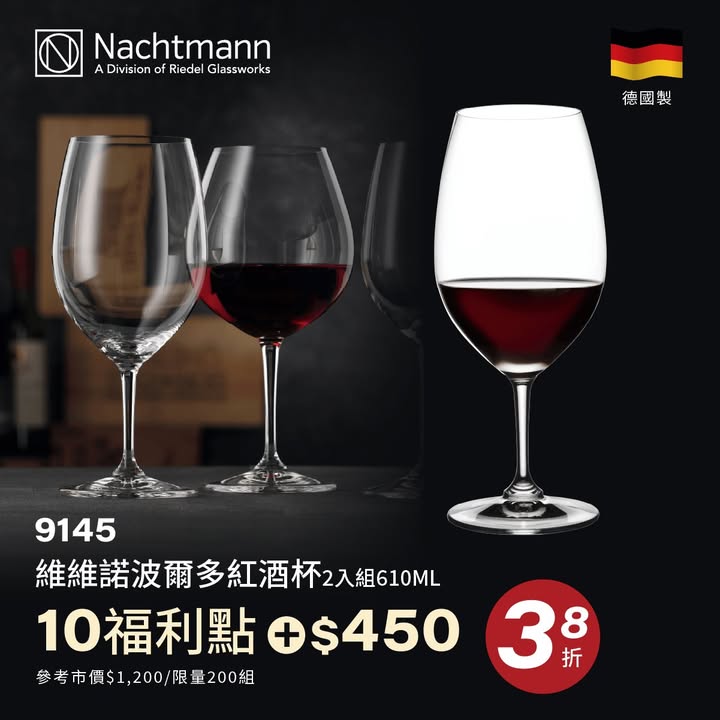 Nachtmann
A Division of Riedel Glassworks
德國製
9145
維維諾波爾多紅酒杯2入組610ML
10福利點+$450
38折
參考市價$1,200/限量200組